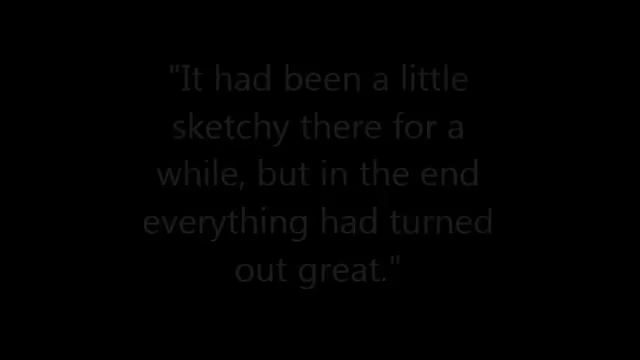 "It had been a little
sketchy there for a
while, but in the end
everything had turned
out great."